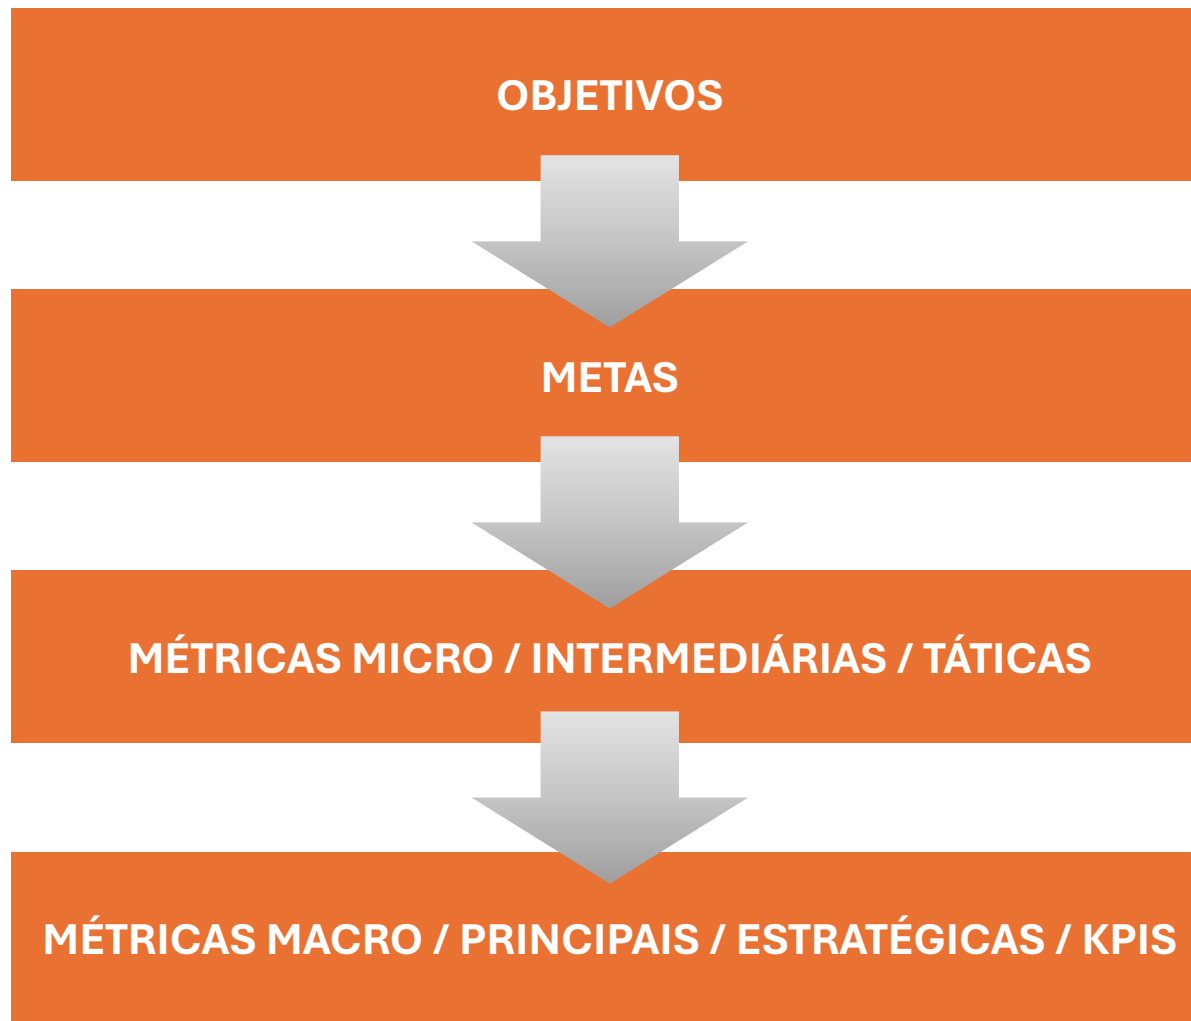 OBJETIVOS
METAS
MÉTRICAS MICRO / INTERMEDIÁRIAS / TÁTICAS
MÉTRICAS MACRO / PRINCIPAIS / ESTRATÉGICAS / KPIS